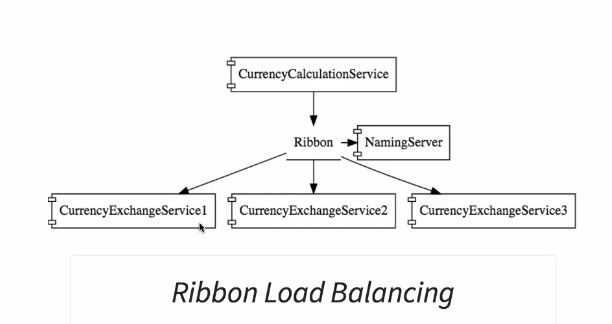 CurrencyCalculationService
Ribbon
NamingServer
CurrencyExchangeService1
CurrencyExchangeService2
CurrencyExchangeService3
Ribbon Load Balancing